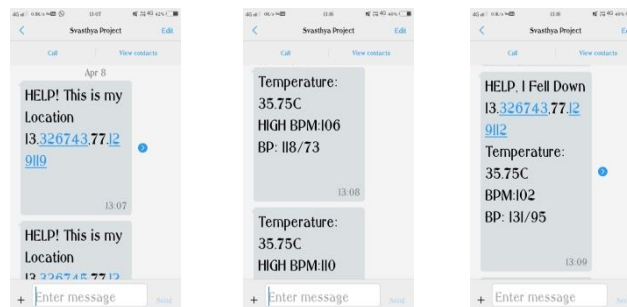 13:07
Svasthya Project
Edit
Call
View contacts
Apr 8
HELP! This is my
Location
13.326743,77.12
9119
13:07
HELP! This is my
Location
Enter message
Send
Svasthya Project
Edit
Call
View contacts
Temperature:
35.75C
HIGH BPM:106
BP: 118/73
13:08
Temperature:
35.75C
HIGH BPM:110
Enter message
Send
Svasthya Project
Call
View contacts
HELP, I Fell Down
13.326743,77.12
9112
Temperature:
35.75C
BPM:102
BP: 131/95
13:09
Enter message